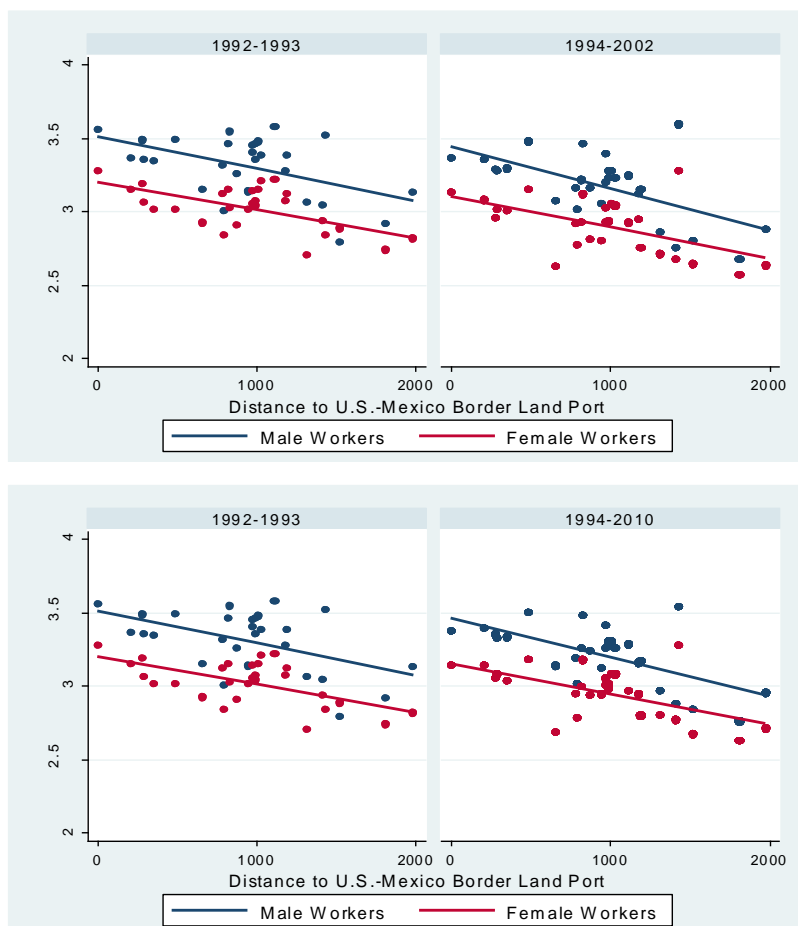 1992-1993 1994-2002
4
3.5
3
2.5
2
0 1000 2000 0 1000 2000
Distance to U.S.-Mexico Border Land Port
Male Workers Female Workers
1992-1993 1994-2010
4
3.5
3
2.5
2
0 1000 2000 0 1000 2000
Distance to U.S.-Mexico Border Land Port
Male Workers Female Workers